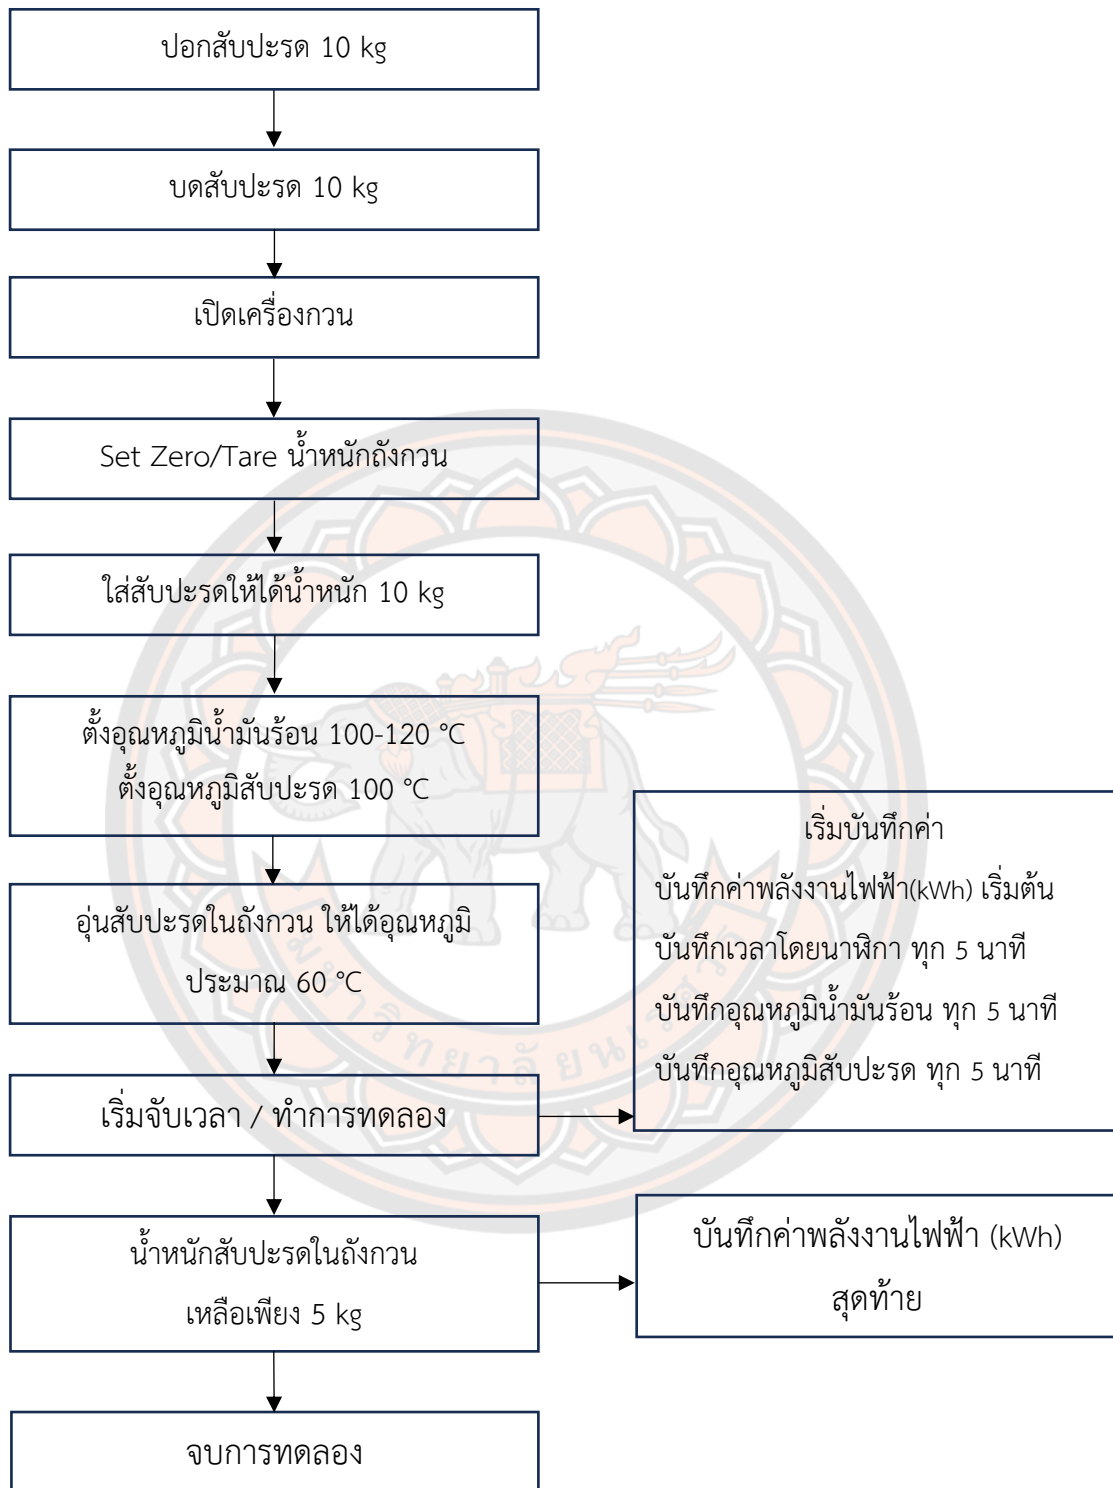 ปอกสับปะรด 10 kg
บดสับปะรด 10 kg
เปิดเครื่องกวน
Set Zero/Tare น้ำหนักถังกวน
ใส่สับปะรดให้ได้น้ำหนัก 10 kg
ตั้งอุณหภูมิน้ำมันร้อน 100-120 °C
ตั้งอุณหภูมิสับปะรด 100 °C
อุ่นสับปะรดในถังกวน ให้ได้อุณหภูมิ
ประมาณ 60 °C
เริ่มจับเวลา / ทำการทดลอง
เริ่มบันทึกค่า
บันทึกค่าพลังงานไฟฟ้า(kWh) เริ่มต้น
บันทึกเวลาโดยนาฬิกา ทุก 5 นาที
บันทึกอุณหภูมิน้ำมันร้อน ทุก 5 นาที
บันทึกอุณหภูมิสับปะรด ทุก 5 นาที
น้ำหนักสับปะรดในถังกวน
เหลือเพียง 5 kg
บันทึกค่าพลังงานไฟฟ้า (kWh)
สุดท้าย
จบการทดลอง
มหาวิทยาลัยนเรศวร